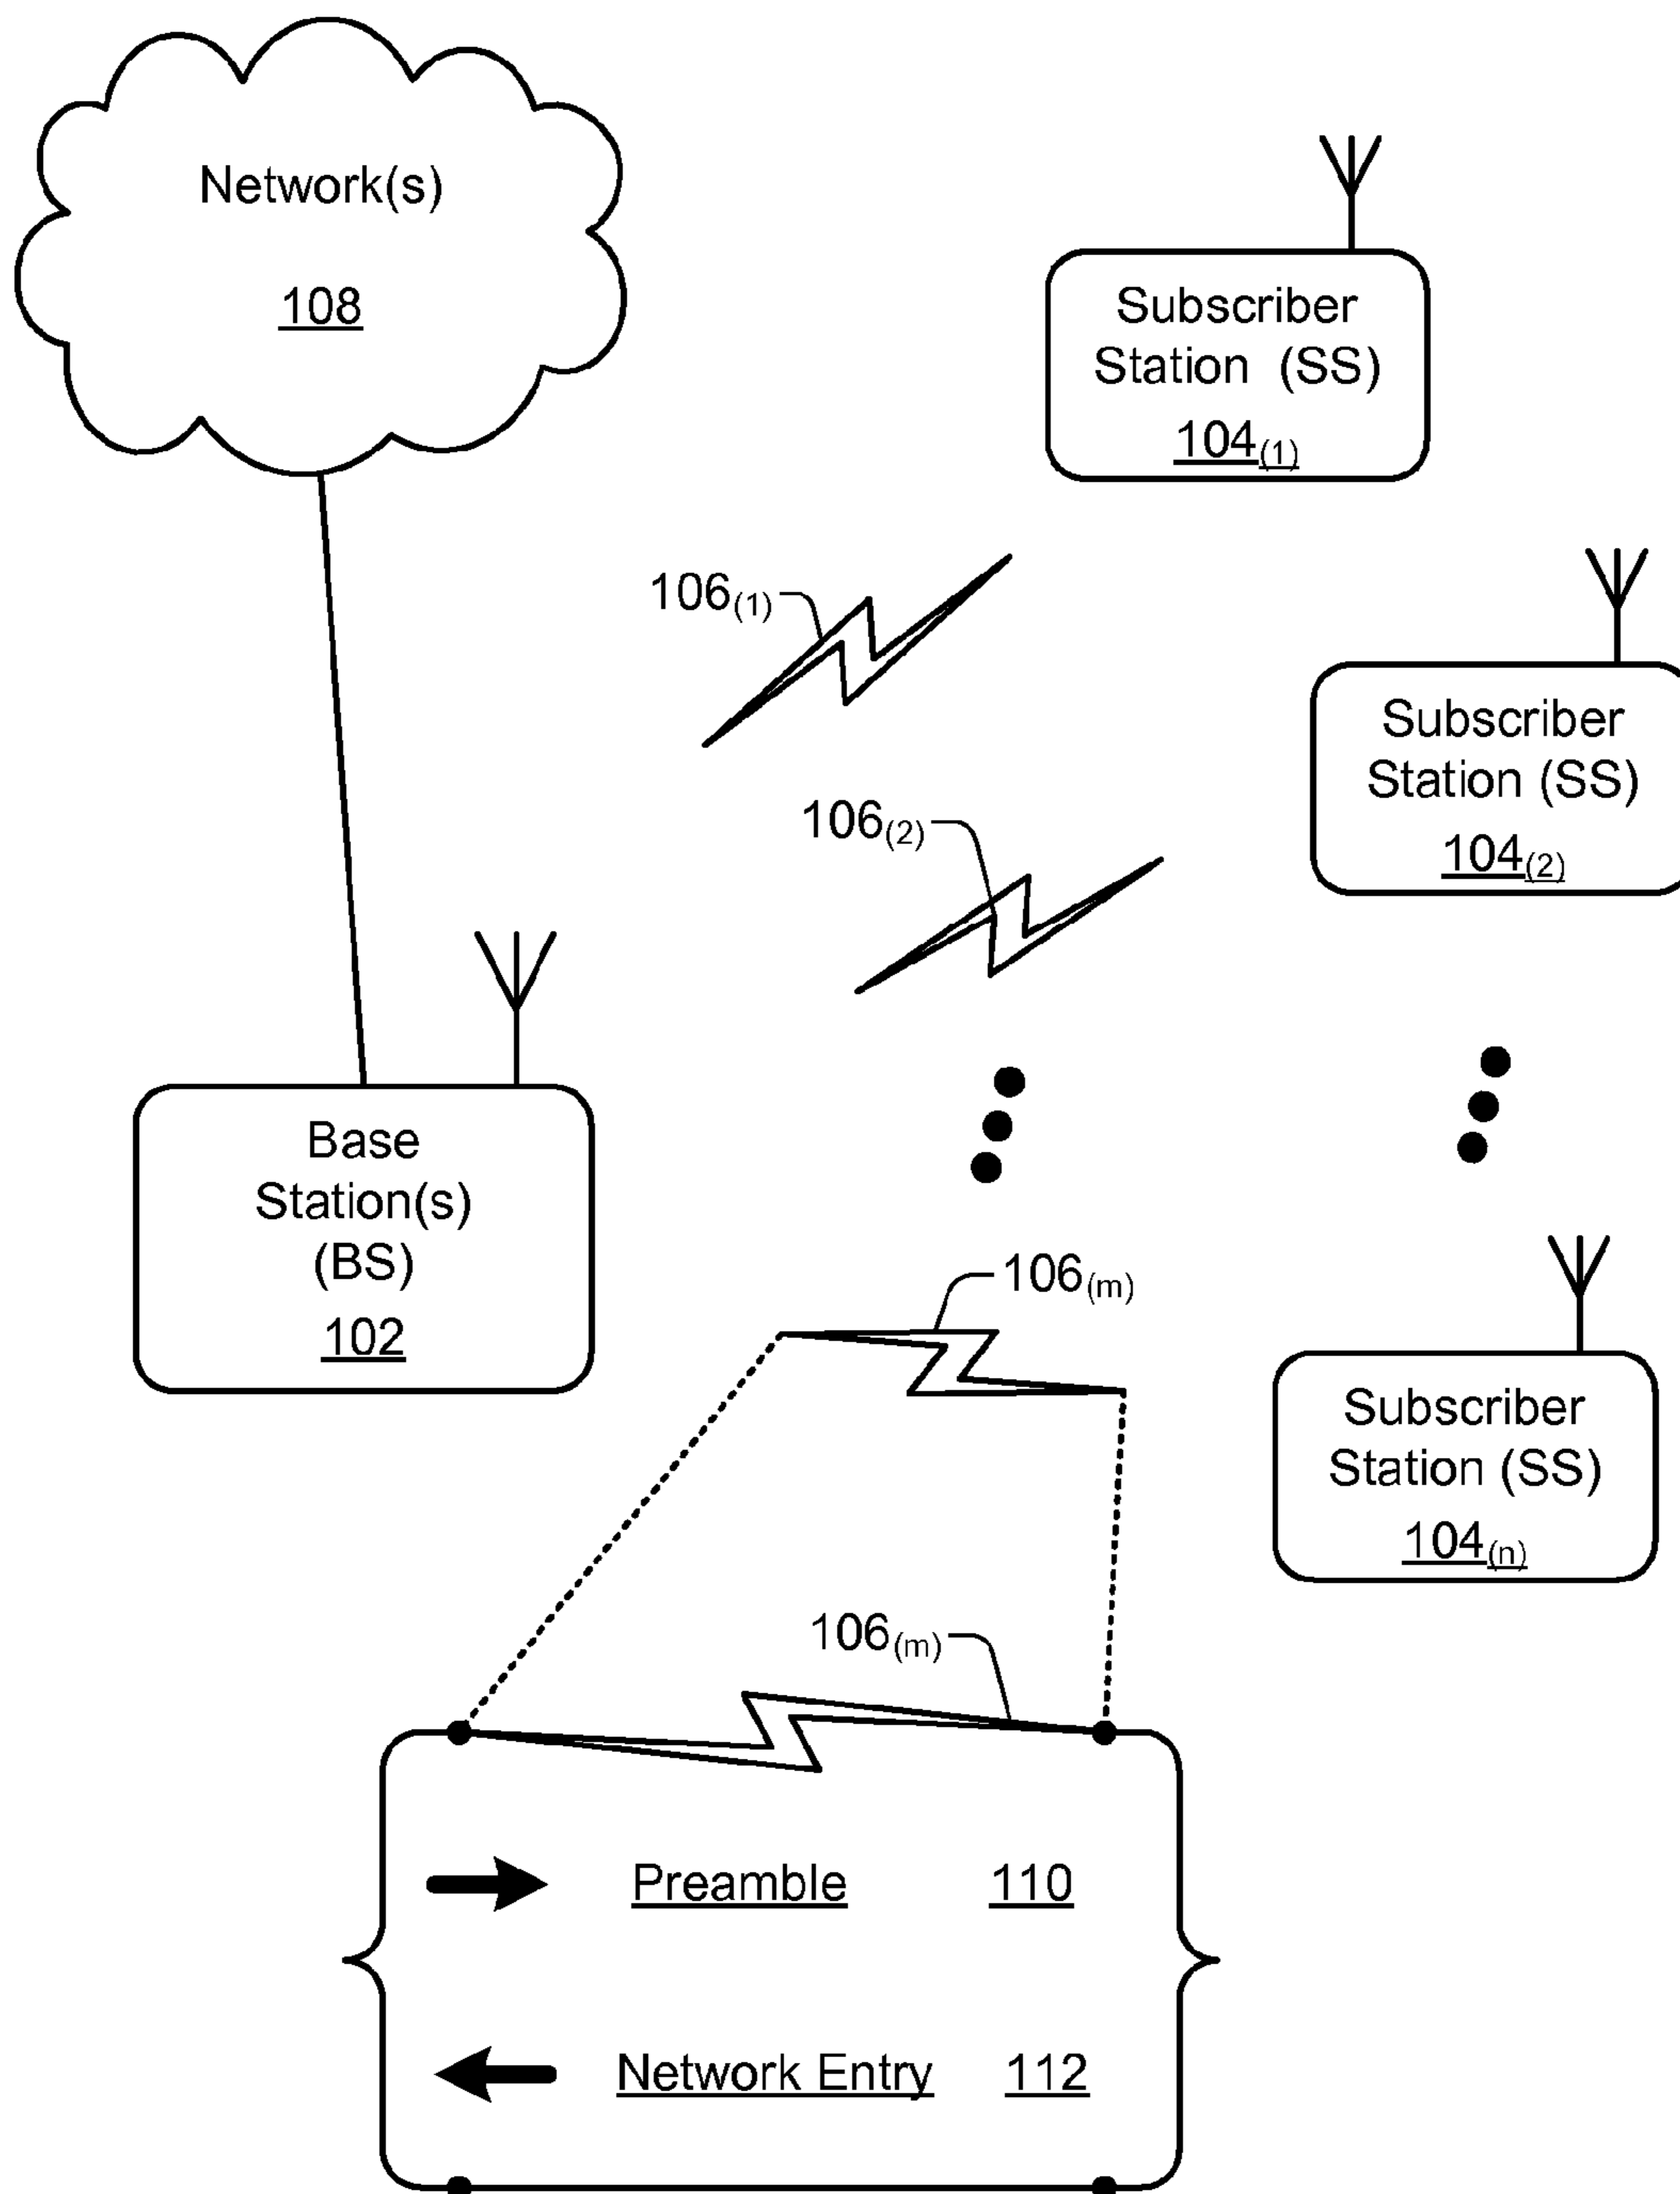 Network(s)
108
Subscriber
Station (SS)
104(1)
106(1)
Subscriber
Station (SS)
104(2)
106(2)
Base
Station(s)
(BS)
102
106(m)
Subscriber
Station (SS)
104(n)
106(m)
Preamble 110
Network Entry 112